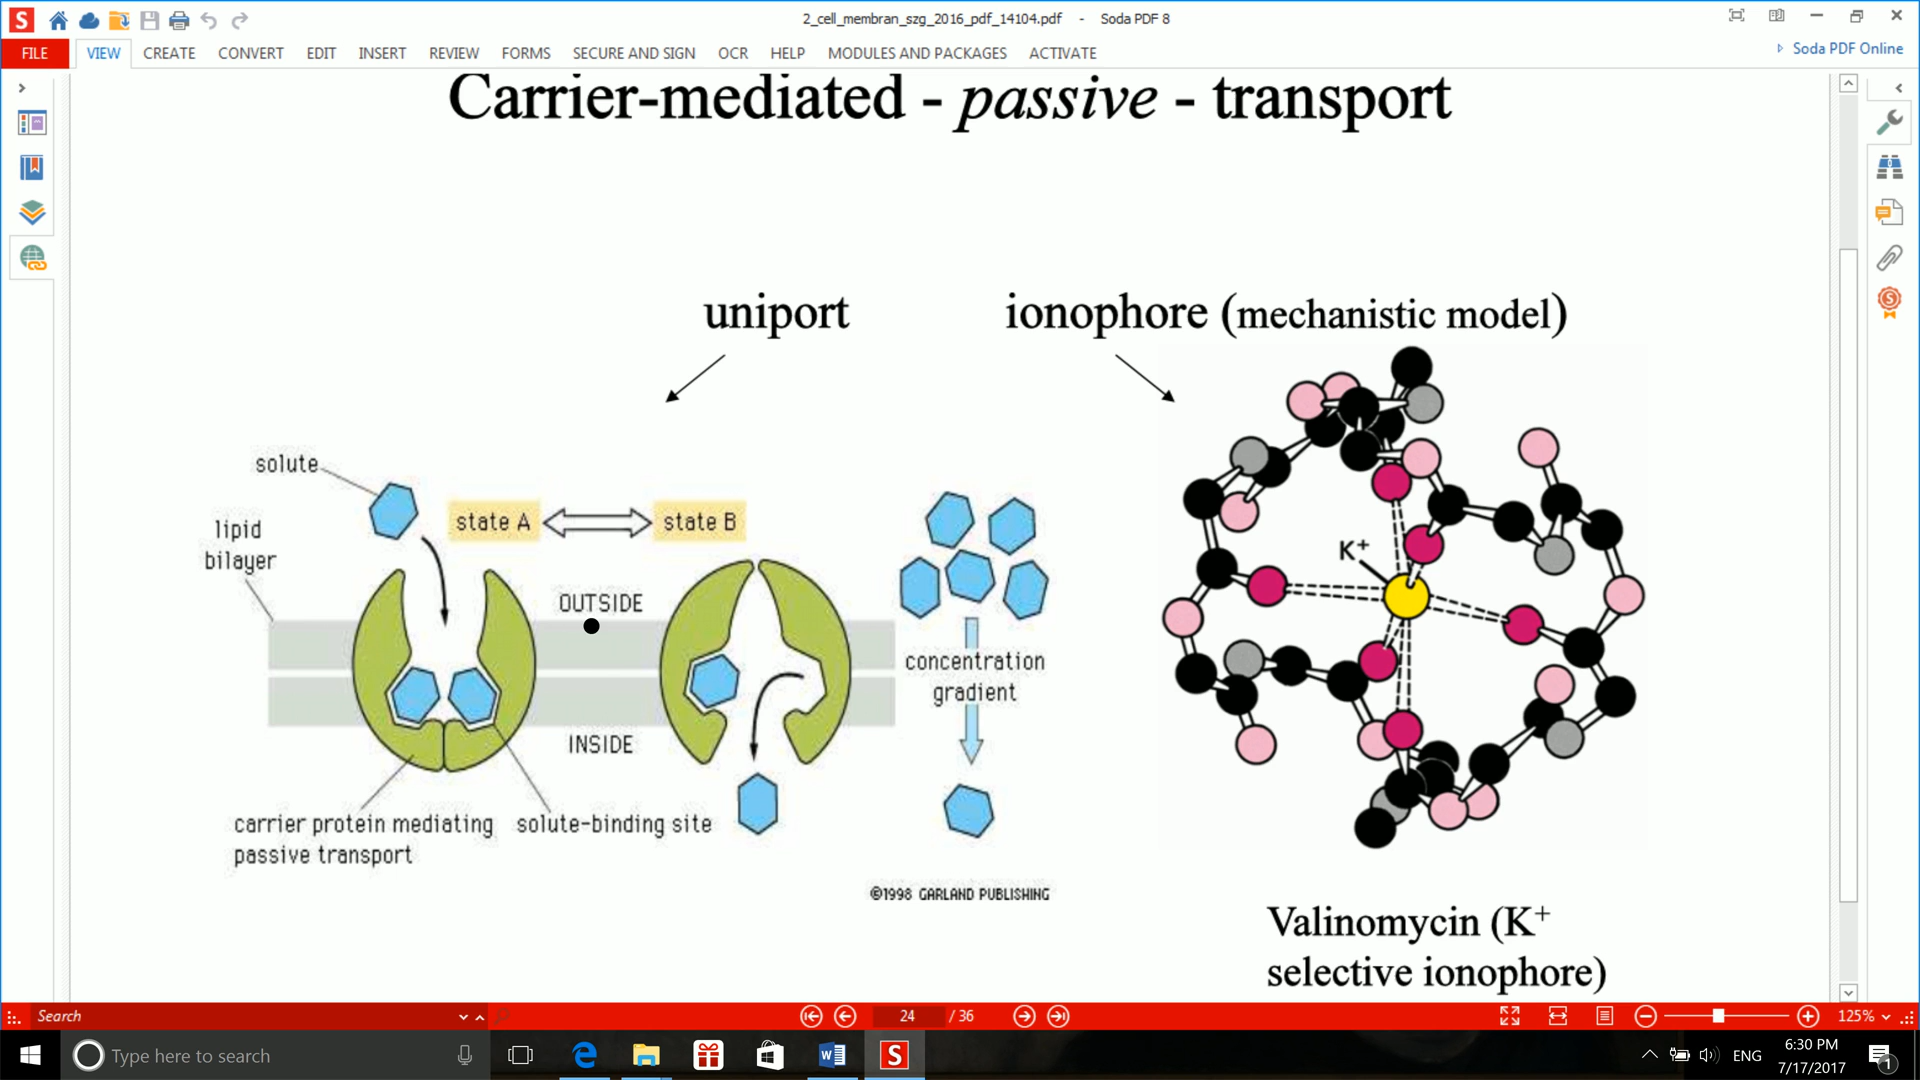 2_cell_membran_szg_2016_pdf_14104.pdf - Soda PDF 8
FILE VIEW CREATE CONVERT EDIT INSERT REVIEW FORMS SECURE AND SIGN OCR HELP MODULES AND PACKAGES ACTIVATE
Soda PDF Online
Carrier-mediated - passive - transport
uniport
ionophore (mechanistic model)
solute
lipid
bilayer
state A
state B
OUTSIDE
INSIDE
concentration
gradient
carrier protein mediating
passive transport
solute-binding site
©1998 GARLAND PUBLISHING
K⁺
Valinomycin (K⁺
selective ionophore)
Search
24 / 36
125%
Type here to search
ENG
6:30 PM
7/17/2017
1